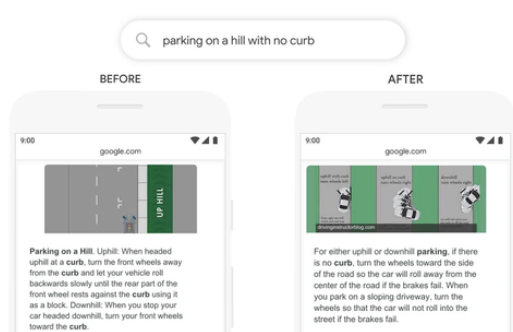 parking on a hill with no curb
BEFORE
AFTER
9:00
google.com
UP HILL
Parking on a Hill. Uphill: When headed
uphill at a curb, turn the front wheels away
from the curb and let your vehicle roll
backwards slowly until the rear part of the
front wheel rests against the curb using it
as a block. Downhill: When you stop your
car headed downhill, turn your front wheels
toward the curb.
9:00
google.com
drivinginstructorblog.com
For either uphill or downhill parking, if there
is no curb, turn the wheels toward the side
of the road so the car will roll away from the
center of the road if the brakes fail. When
you park on a sloping driveway, turn the
wheels so that the car will not roll into the
street if the brakes fail.